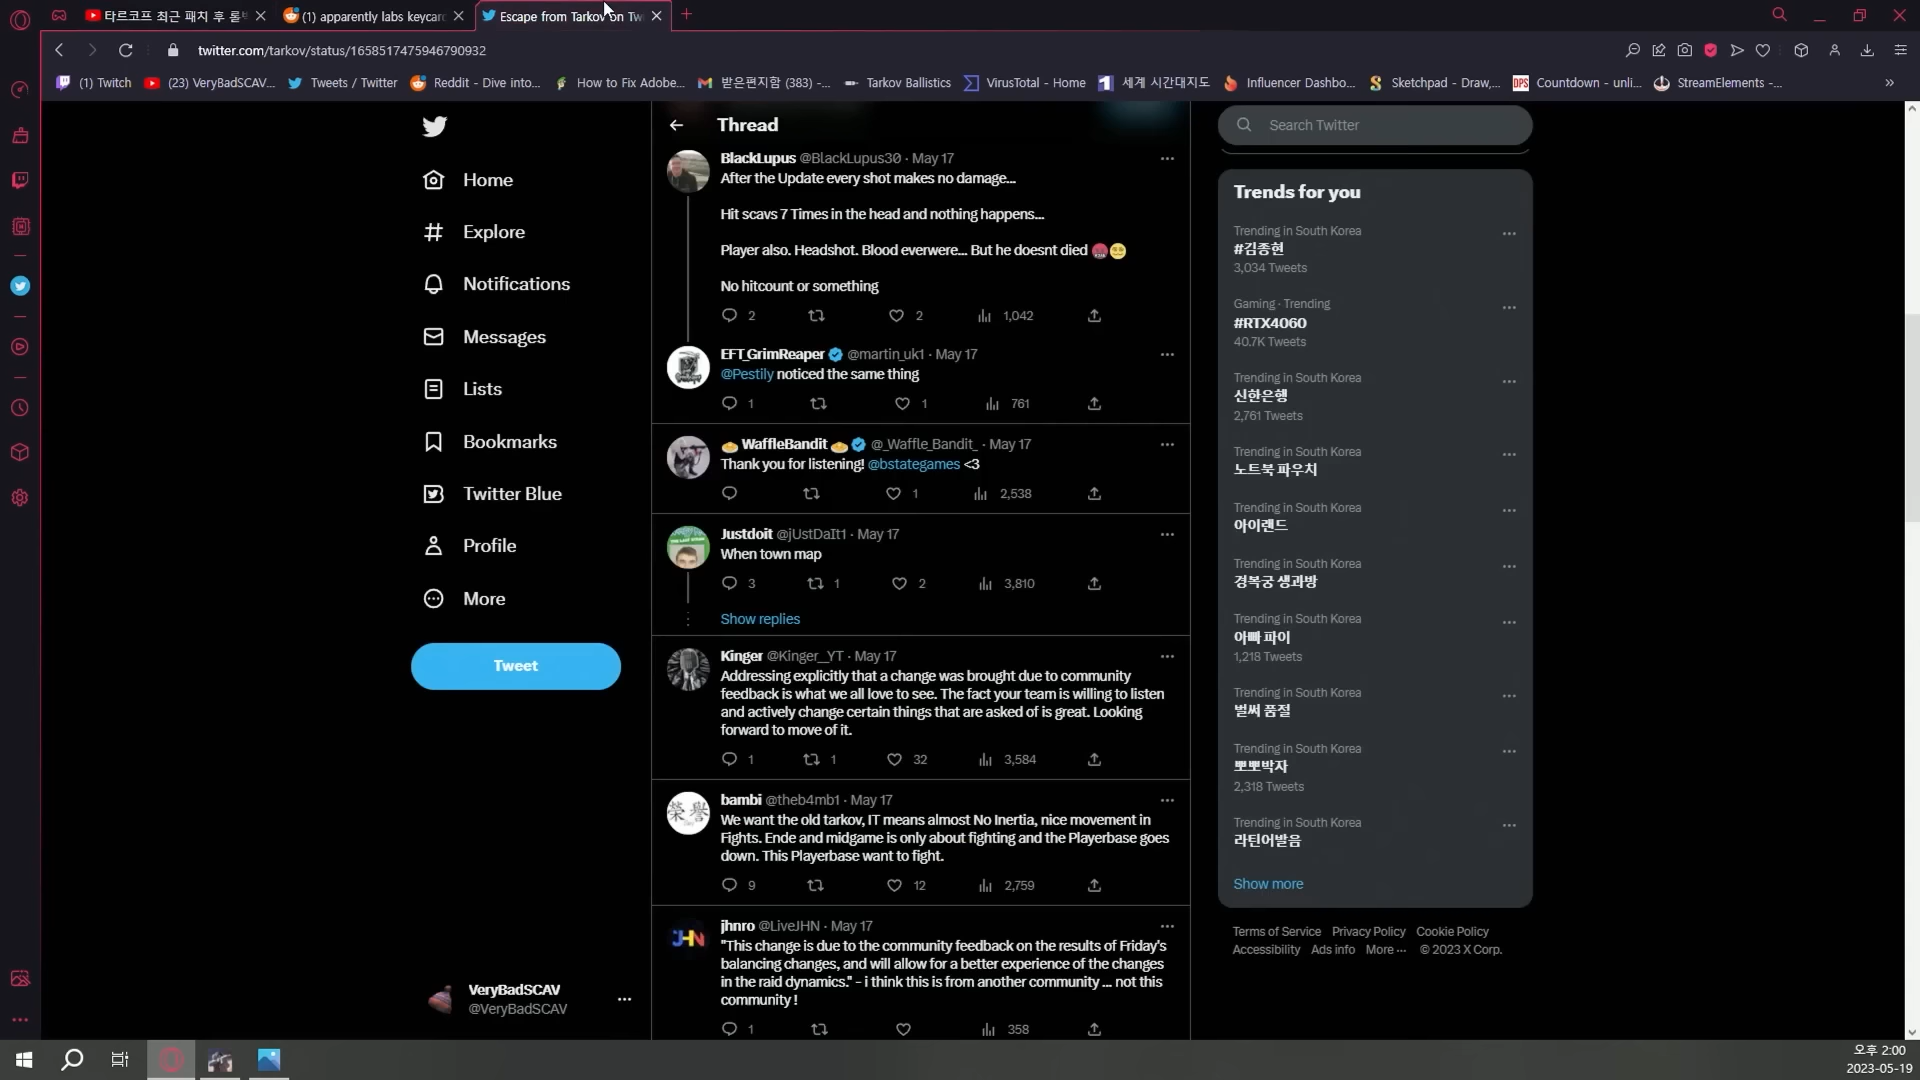 타르코프 최근 패치 후 롤백
(1) apparently labs keycar
Escape from Tarkov on Tw
twitter.com/tarkov/status/1658517475946790932
(1) Twitch
(23) VeryBadSCAV...
Tweets / Twitter
Reddit - Dive into...
How to Fix Adobe...
받은편지함 (383) -...
Tarkov Ballistics
VirusTotal - Home
세계 시간대지도
Influencer Dashbo...
Sketchpad - Draw,...
DPS
Countdown - unli...
StreamElements -...
Home
Explore
Notifications
Messages
Lists
Bookmarks
Twitter Blue
Profile
More
Tweet
VeryBadSCAV
@VeryBadSCAV
Thread
BlackLupus @BlackLupus30 · May 17
After the Update every shot makes no damage...
Hit scavs 7 Times in the head and nothing happens...
Player also. Headshot. Blood everwere... But he doesnt died
No hitcount or something
2 2 1,042
EFT_GrimReaper @martin_uk1 · May 17
@Pestily noticed the same thing
1 1 761
WaffleBandit @_Waffle_Bandit_ · May 17
Thank you for listening! @bstategames <3
1 2,538
Justdoit @jUstDaIt1 · May 17
When town map
3 1 2 3,810
Show replies
Kinger @Kinger__YT · May 17
Addressing explicitly that a change was brought due to community
feedback is what we all love to see. The fact your team is willing to listen
and actively change certain things that are asked of is great. Looking
forward to move of it.
1 1 32 3,584
bambi @theb4mb1 · May 17
We want the old tarkov, IT means almost No Inertia, nice movement in
Fights. Ende and midgame is only about fighting and the Playerbase goes
down. This Playerbase want to fight.
9 12 2,759
JHN
jhnro @LiveJHN · May 17
"This change is due to the community feedback on the results of Friday's
balancing changes, and will allow for a better experience of the changes
in the raid dynamics." - i think this is from another community ... not this
community !
1 358
Search Twitter
Trends for you
Trending in South Korea
#김종현
3,034 Tweets
Gaming · Trending
#RTX4060
40.7K Tweets
Trending in South Korea
신한은행
2,761 Tweets
Trending in South Korea
노트북 파우치
Trending in South Korea
아이랜드
Trending in South Korea
경복궁 생과방
Trending in South Korea
아빠 파이
1,218 Tweets
Trending in South Korea
벌써 품절
Trending in South Korea
뽀뽀박자
2,318 Tweets
Trending in South Korea
라틴어발음
Show more
Terms of Service Privacy Policy Cookie Policy
Accessibility Ads info More ··· © 2023 X Corp.
오후 2:00
2023-05-19